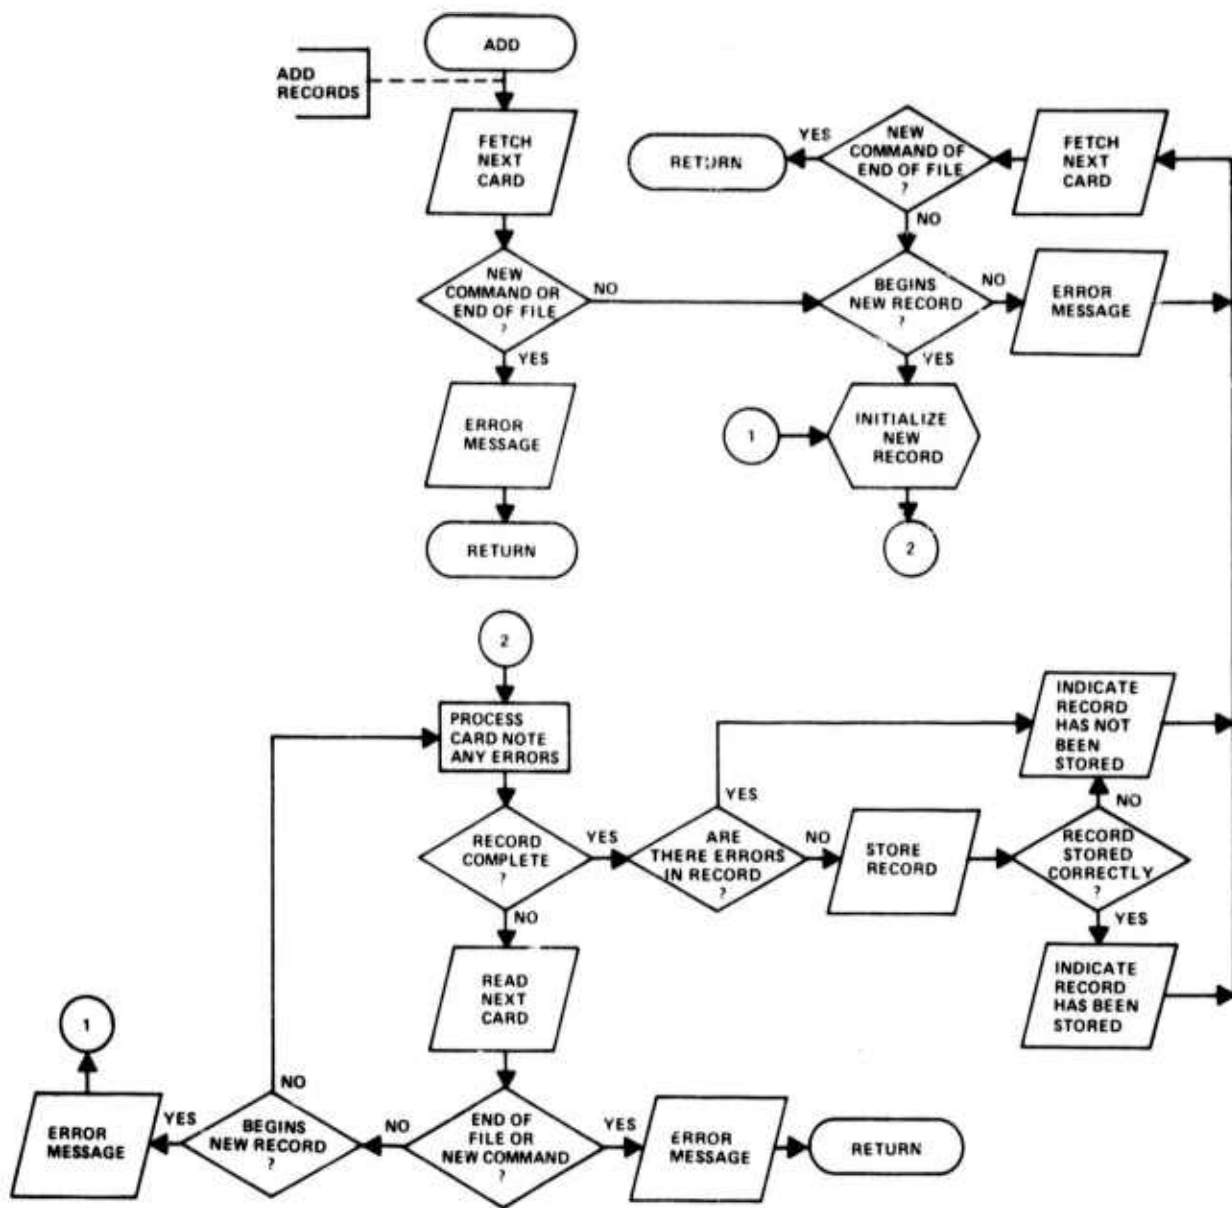 ADD
ADD
RECORDS
FETCH
NEXT
CARD
NEW
COMMAND OR
END OF FILE
?
NO
YES
ERROR
MESSAGE
RETURN
RETURN
YES
NEW
COMMAND OF
END OF FILE
?
NO
FETCH
NEXT
CARD
BEGINS
NEW RECORD
?
NO
ERROR
MESSAGE
YES
1
INITIALIZE
NEW
RECORD
2
2
PROCESS
CARD NOTE
ANY ERRORS
RECORD
COMPLETE
?
YES
NO
ARE
THERE ERRORS
IN RECORD
?
YES
NO
STORE
RECORD
RECORD
STORED
CORRECTLY
?
NO
INDICATE
RECORD
HAS NOT
BEEN
STORED
YES
INDICATE
RECORD
HAS BEEN
STORED
READ
NEXT
CARD
END OF
FILE OR
NEW COMMAND
?
YES
ERROR
MESSAGE
RETURN
NO
BEGINS
NEW RECORD
?
NO
YES
ERROR
MESSAGE
1